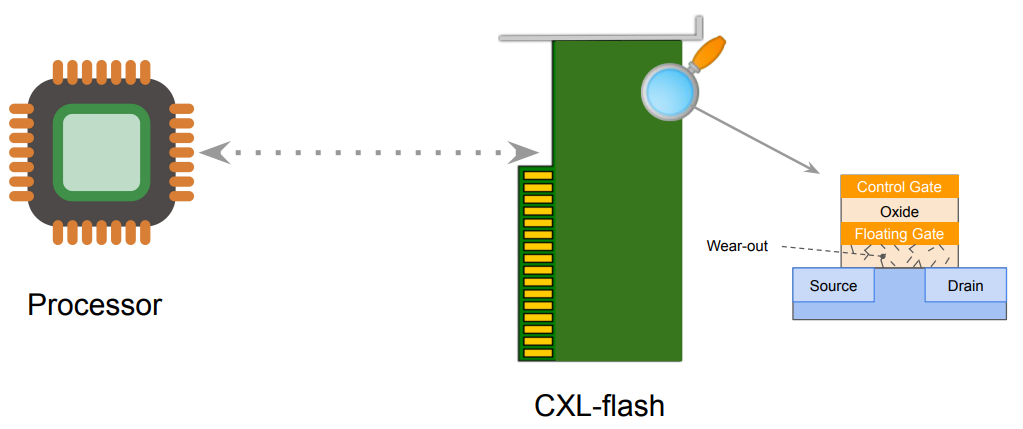 Control Gate
Oxide
Floating Gate
Wear-out
Source
Drain
Processor
CXL-flash